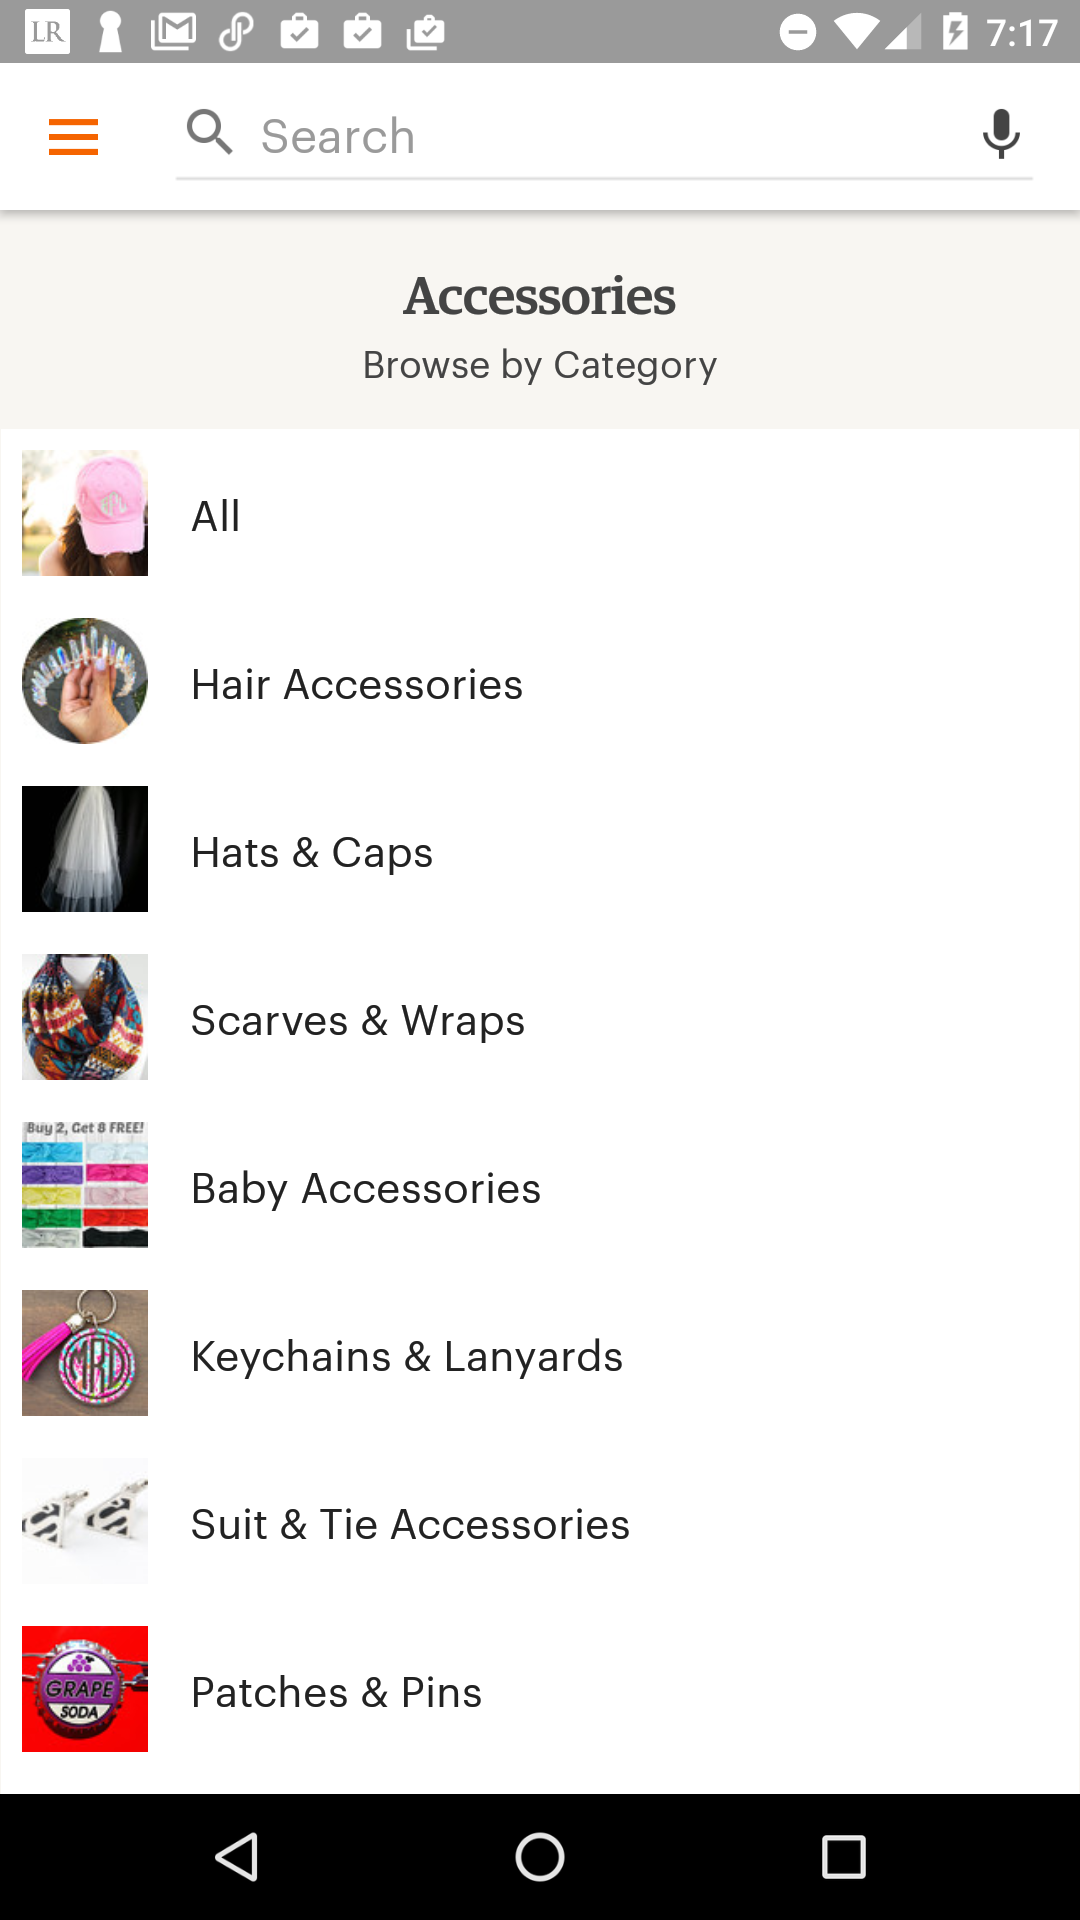 LR 7:17
Search
Accessories
Browse by Category
All
Hair Accessories
Hats & Caps
Scarves & Wraps
Buy 2, Get 8 FREE!
Baby Accessories
Keychains & Lanyards
Suit & Tie Accessories
GRAPE
SODA
Patches & Pins